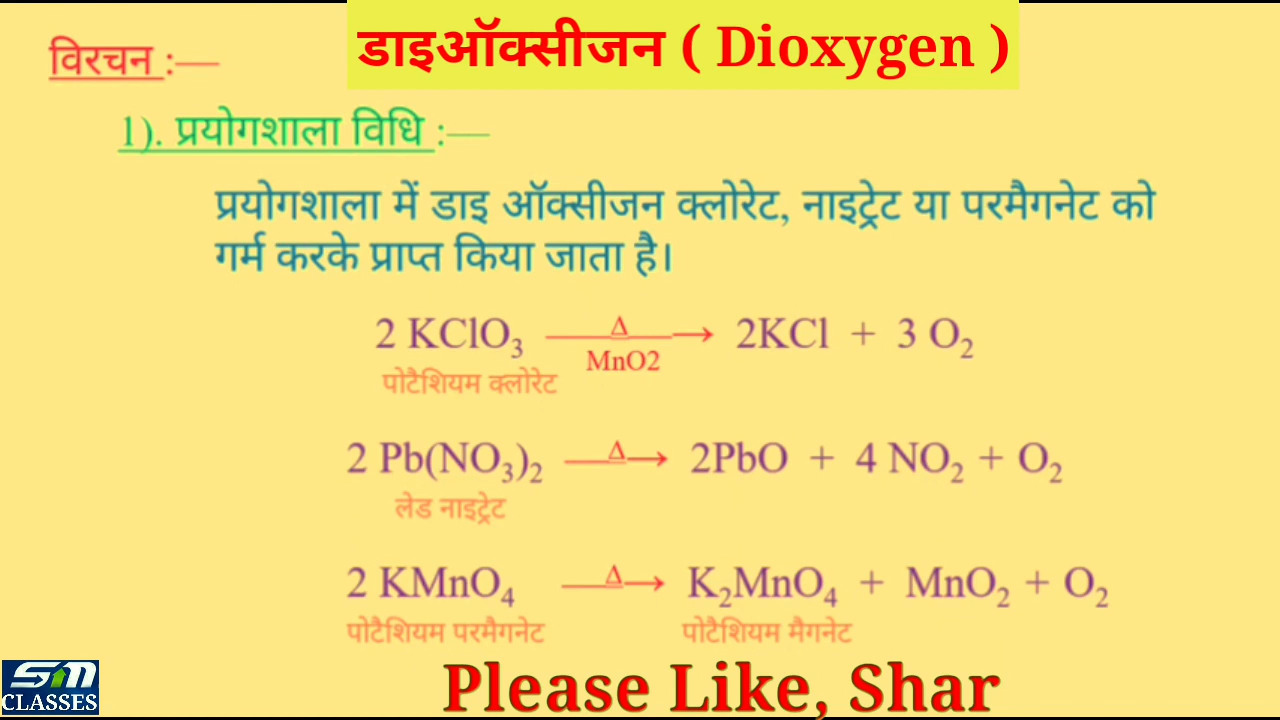 डाइऑक्सीजन ( Dioxygen )
विरचन :—
1). प्रयोगशाला विधि :—
प्रयोगशाला में डाइ ऑक्सीजन क्लोरेट, नाइट्रेट या परमैगनेट को
गर्म करके प्राप्त किया जाता है।
2 KClO₃ —Δ→ 2KCl + 3 O₂
MnO2
पोटैशियम क्लोरेट
2 Pb(NO₃)₂ —Δ→ 2PbO + 4 NO₂ + O₂
लेड नाइट्रेट
2 KMnO₄ —Δ→ K₂MnO₄ + MnO₂ + O₂
पोटैशियम परमैगनेट पोटैशियम मैगनेट
Please Like, Shar
SM
CLASSES